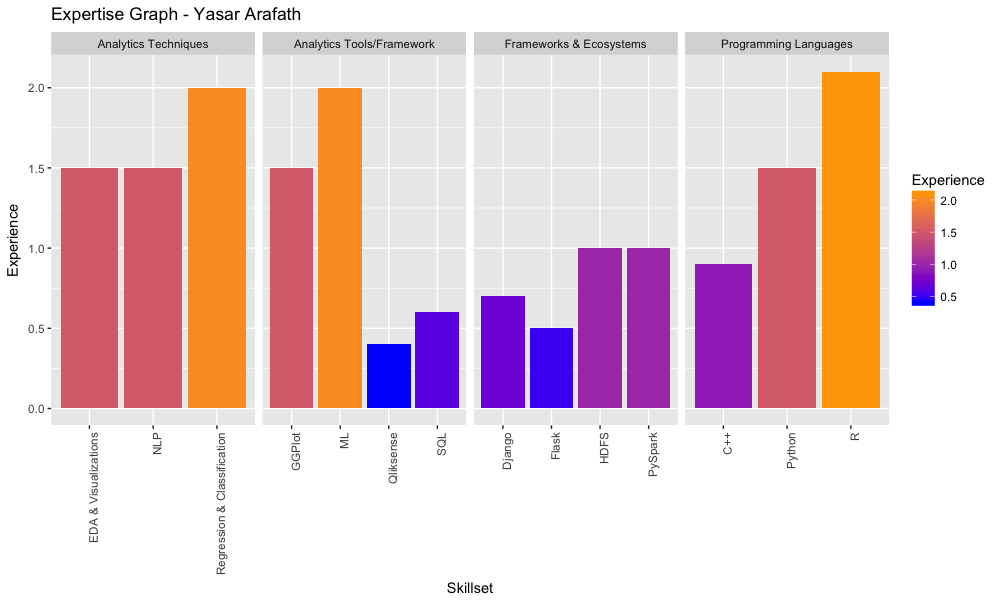 Expertise Graph - Yasar Arafath
Analytics Techniques
Analytics Tools/Framework
Frameworks & Ecosystems
Programming Languages
Experience
2.0
1.5
1.0
0.5
0.0
EDA & Visualizations
NLP
Regression & Classification
GGPlot
ML
Qliksense
SQL
Django
Flask
HDFS
PySpark
C++
Python
R
Skillset
Experience
2.0
1.5
1.0
0.5